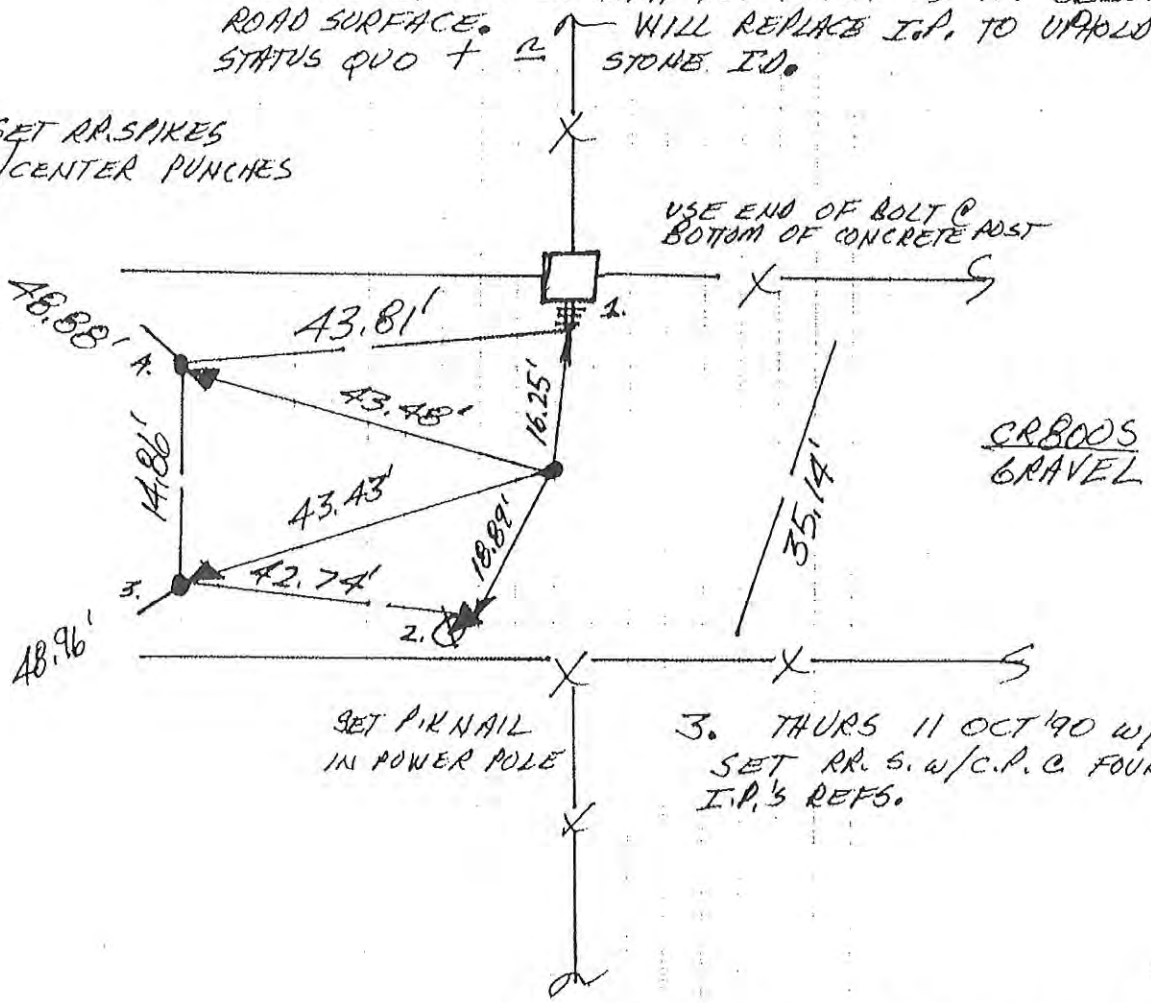 ROAD SURFACE.
WILL REPLACE I.P. TO UPHOLD
STATUS QUO +
STONE I.D.
SET RR.SPIKES
CENTER PUNCHES
USE END OF BOLT @
BOTTOM OF CONCRETE POST
48.88'
43.81'
1.
4.
43.48'
16.25'
14.86'
CR800S
GRAVEL
43.43'
18.89'
35.14'
3.
42.74'
2.
48.96'
SET P.K NAIL
IN POWER POLE
3. THURS 11 OCT '90 w/
SET RR. S. w/C.P. @
I.P.'S REFS.